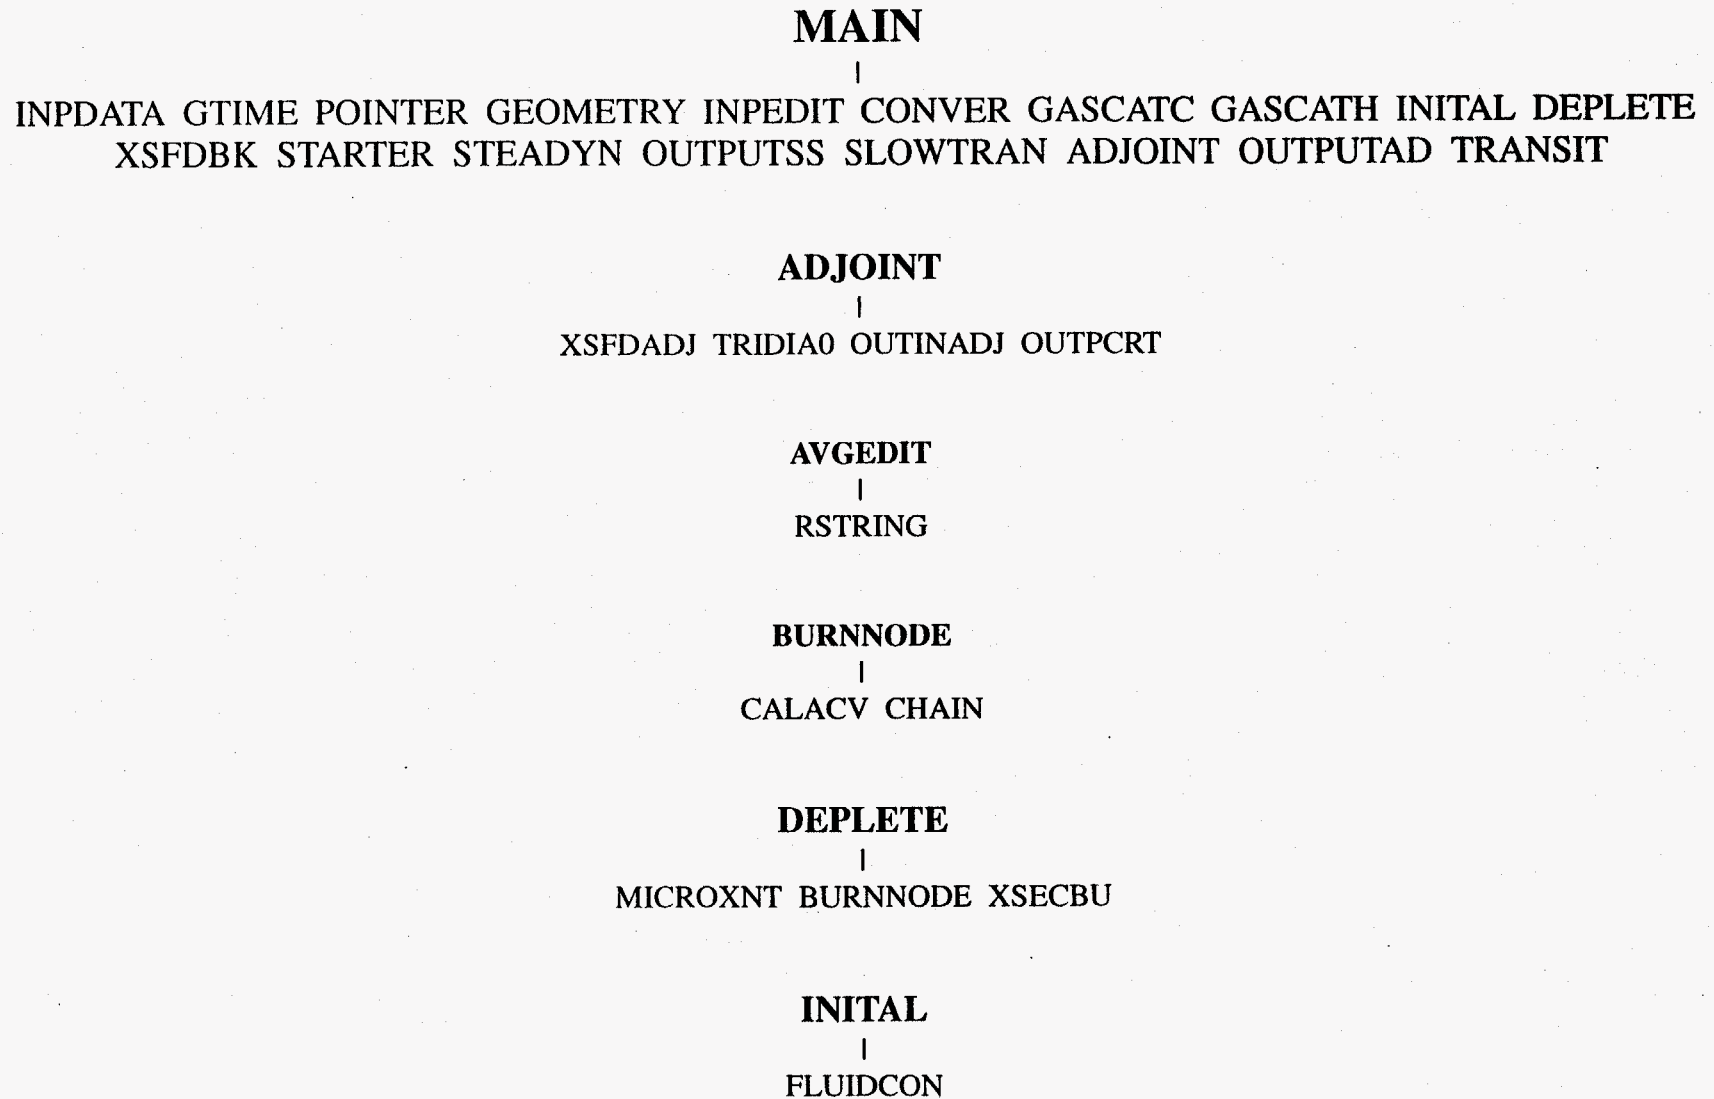 MAIN
INPDATA GTIME POINTER GEOMETRY INPEDIT CONVER GASCATC GASCATH INITAL DEPLETE
XSFDBK STARTER STEADYN OUTPUTSS SLOWTRAN ADJOINT OUTPUTAD TRANSIT
ADJOINT
XSFDADJ TRIDIA0 OUTINADJ OUTPCRT
AVGEDIT
RSTRING
BURNNODE
CALACV CHAIN
DEPLETE
MICROXNT BURNNODE XSECBU
INITAL
FLUIDCON